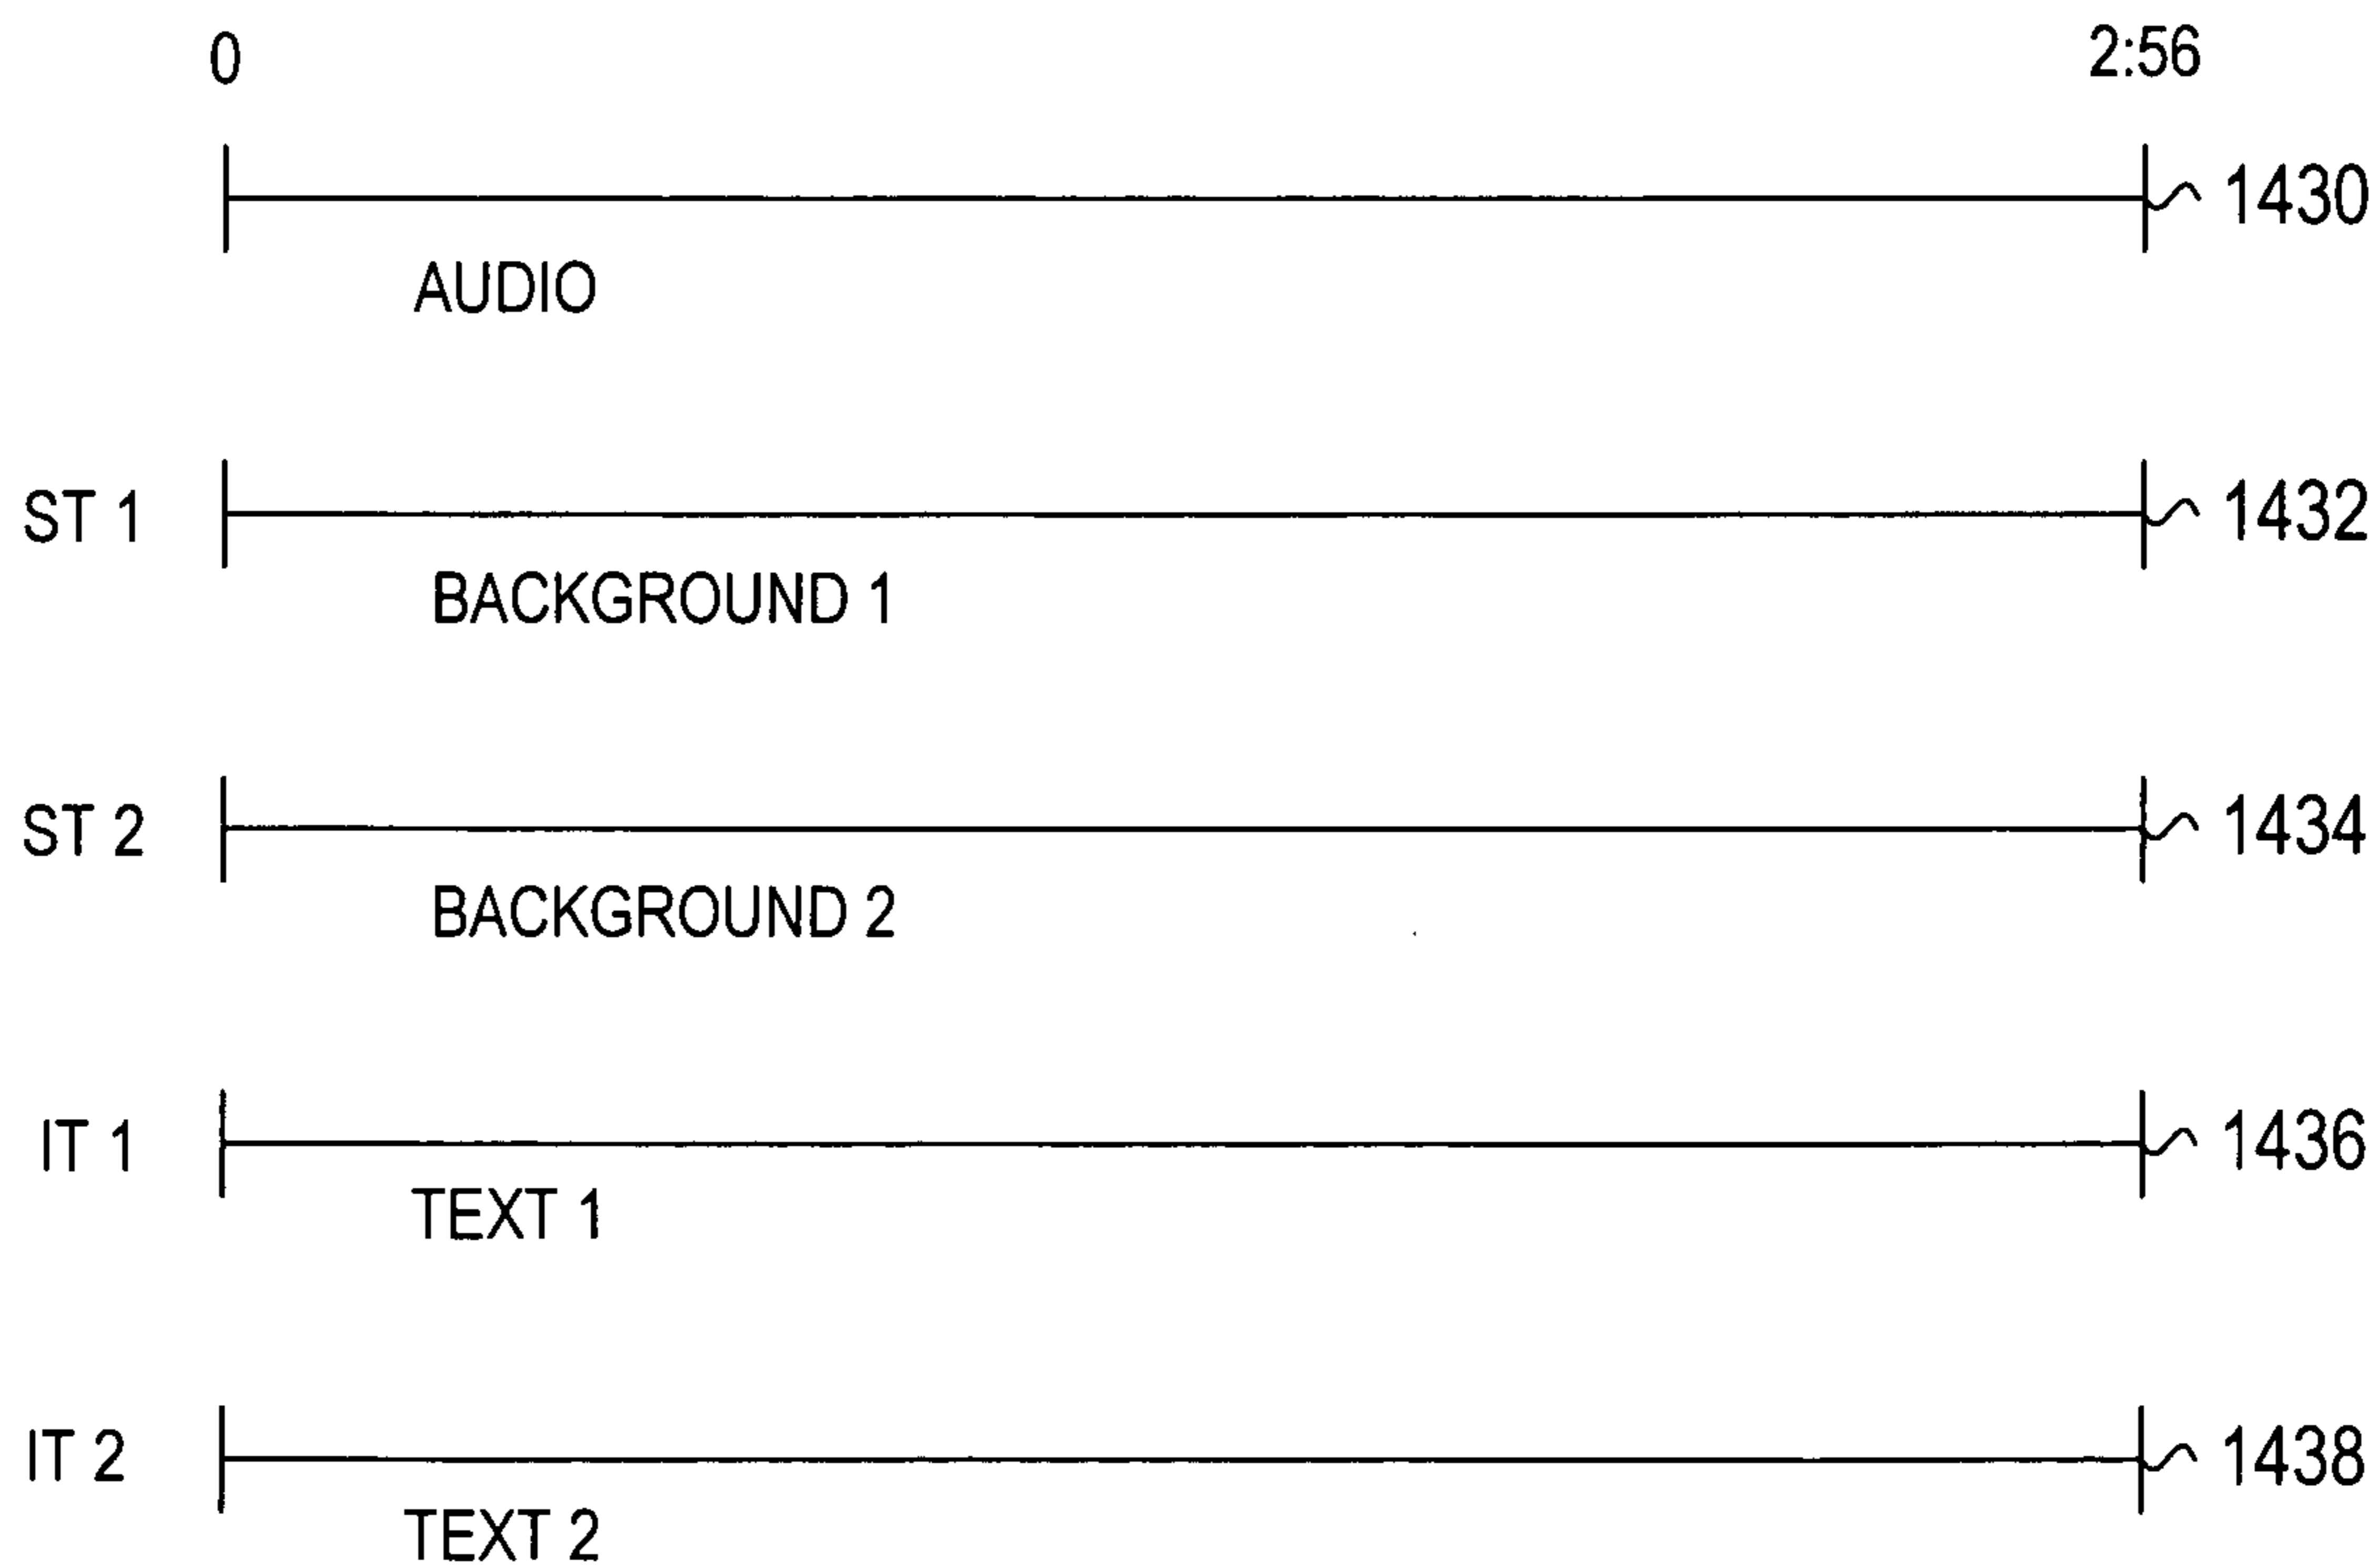 0 2:56
1430
AUDIO
ST 1 1432
BACKGROUND 1
ST 2 1434
BACKGROUND 2
IT 1 1436
TEXT 1
IT 2 1438
TEXT 2